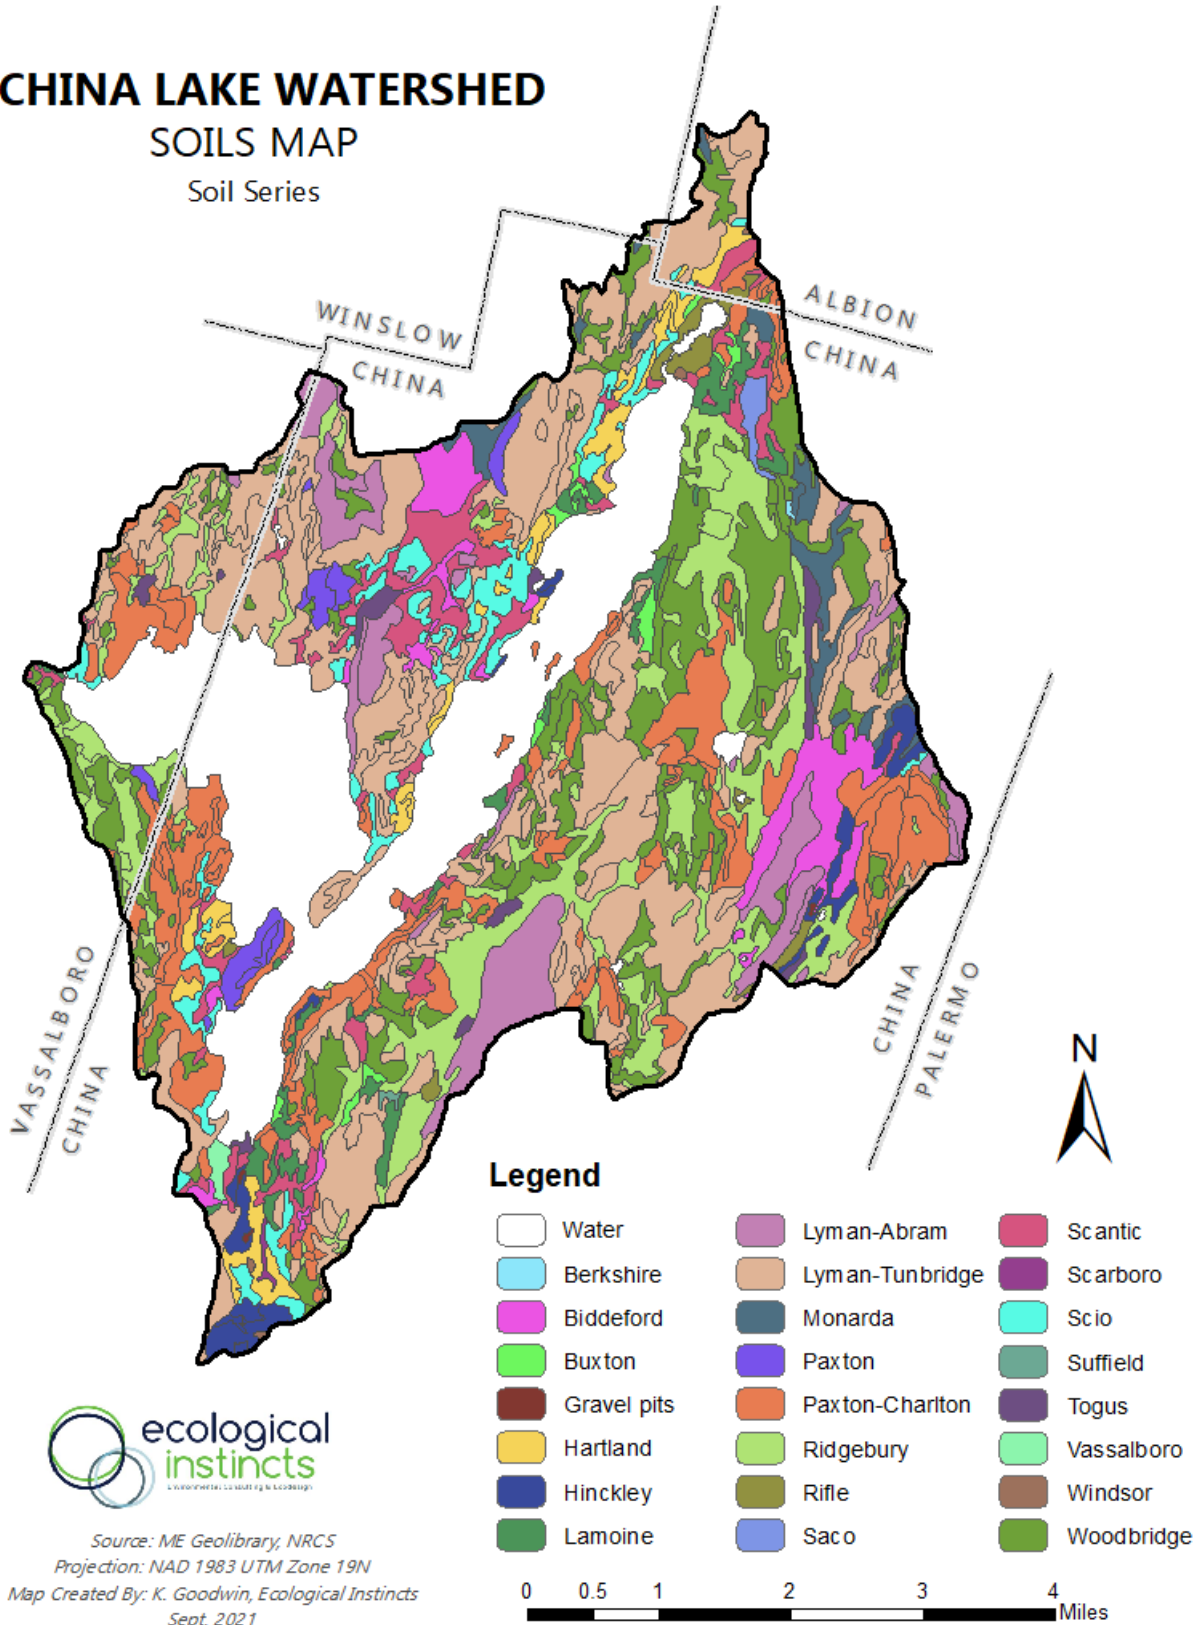 CHINA LAKE WATERSHED
SOILS MAP
Soil Series
WINSLOW
CHINA
ALBION
CHINA
VASSALBORO
CHINA
CHINA
PALERMO
N
Legend
Water
Berkshire
Biddeford
Buxton
Gravel pits
Hartland
Hinckley
Lamoine
Lyman-Abram
Lyman-Tunbridge
Monarda
Paxton
Paxton-Charlton
Ridgebury
Rifle
Saco
Scantic
Scarboro
Scio
Suffield
Togus
Vassalboro
Windsor
Woodbridge
0 0.5 1 2 3 4
Miles
ecological
instincts
Environmental Consulting & Ecodesign
Source: ME Geolibrary, NRCS
Projection: NAD 1983 UTM Zone 19N
Map Created By: K. Goodwin, Ecological Instincts
Sept. 2021